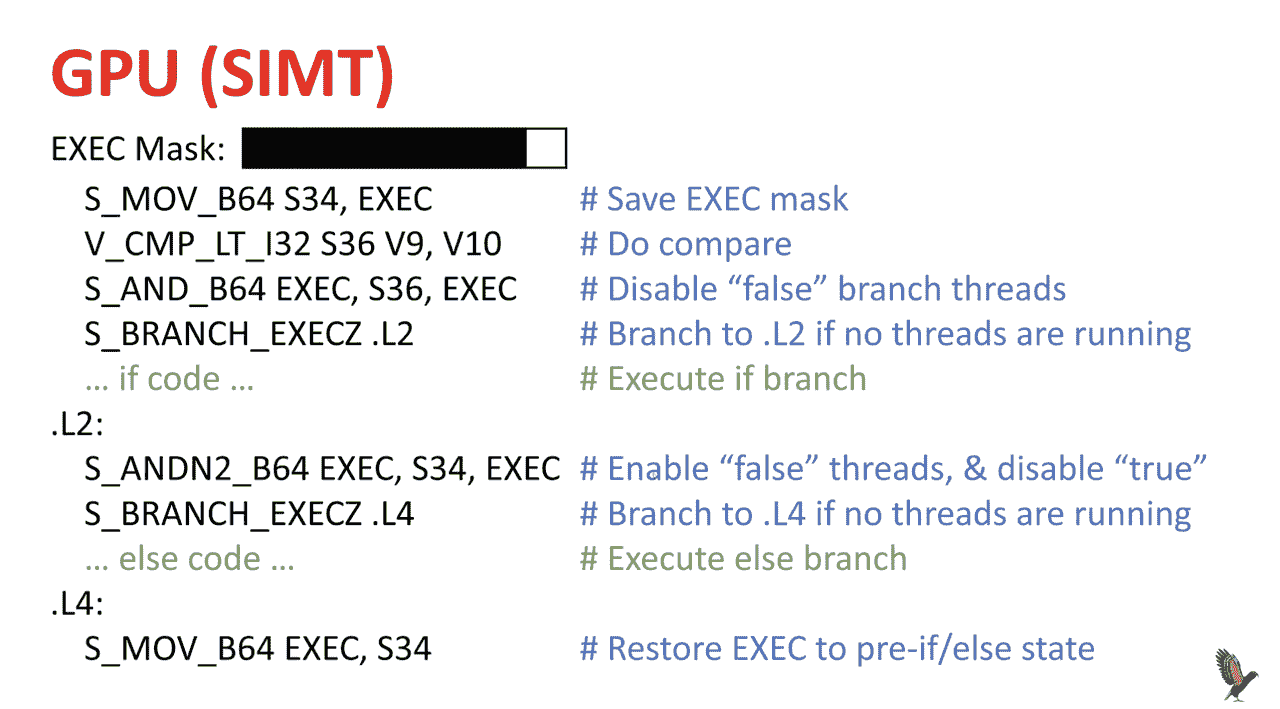 GPU (SIMT)
EXEC Mask:
S_MOV_B64 S34, EXEC # Save EXEC mask
V_CMP_LT_I32 S36 V9, V10 # Do compare
S_AND_B64 EXEC, S36, EXEC # Disable “false” branch threads
S_BRANCH_EXECZ .L2 # Branch to .L2 if no threads are running
… if code … # Execute if branch
.L2:
S_ANDN2_B64 EXEC, S34, EXEC # Enable “false” threads, & disable “true”
S_BRANCH_EXECZ .L4 # Branch to .L4 if no threads are running
… else code … # Execute else branch
.L4:
S_MOV_B64 EXEC, S34 # Restore EXEC to pre-if/else state